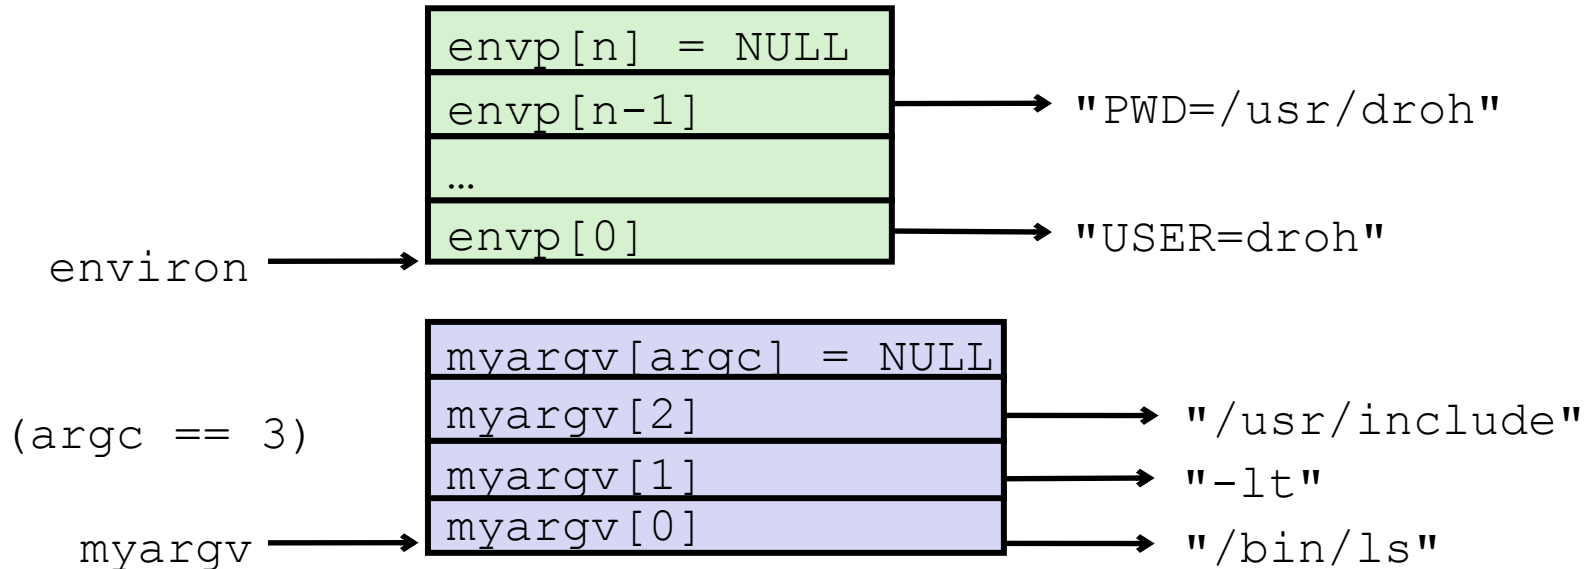 envp[n] = NULL
envp[n-1]
"PWD=/usr/droh"
…
envp[0]
"USER=droh"
environ
myargv[argc] = NULL
myargv[2]
"/usr/include"
(argc == 3)
myargv[1]
"-lt"
myargv[0]
"/bin/ls"
myargv